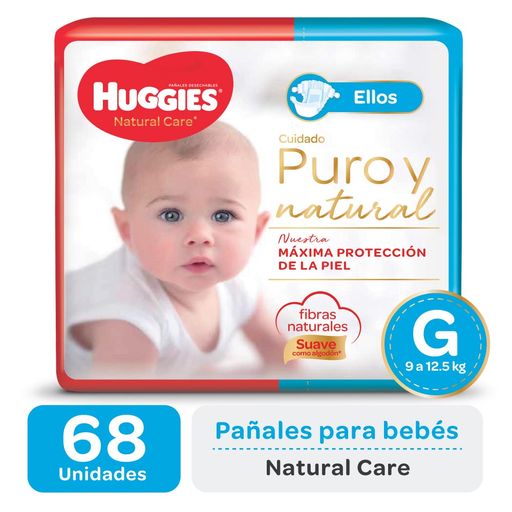 PAÑALES DESECHABLES
HUGGIES
Natural Care®
Ellos
Cuidado
Puro y
natural
Nuestra
MÁXIMA PROTECCIÓN
DE LA PIEL
fibras
naturales
Suave
como algodón*
G
9 a 12.5 kg
68
Unidades
Pañales para bebés
Natural Care